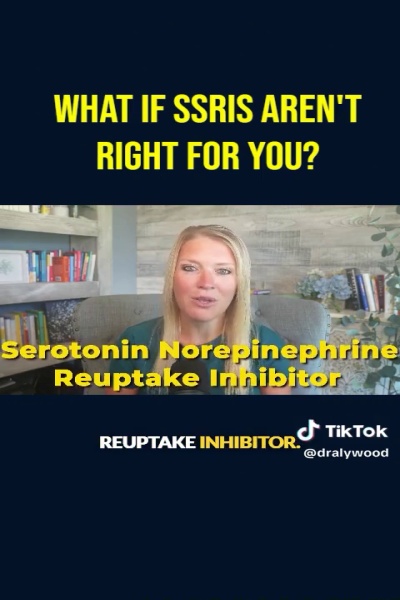 WHAT IF SSRIS AREN'T
RIGHT FOR YOU?
Serotonin Norepinephrine
Reuptake Inhibitor
REUPTAKE INHIBITOR.
TikTok
@dralywood